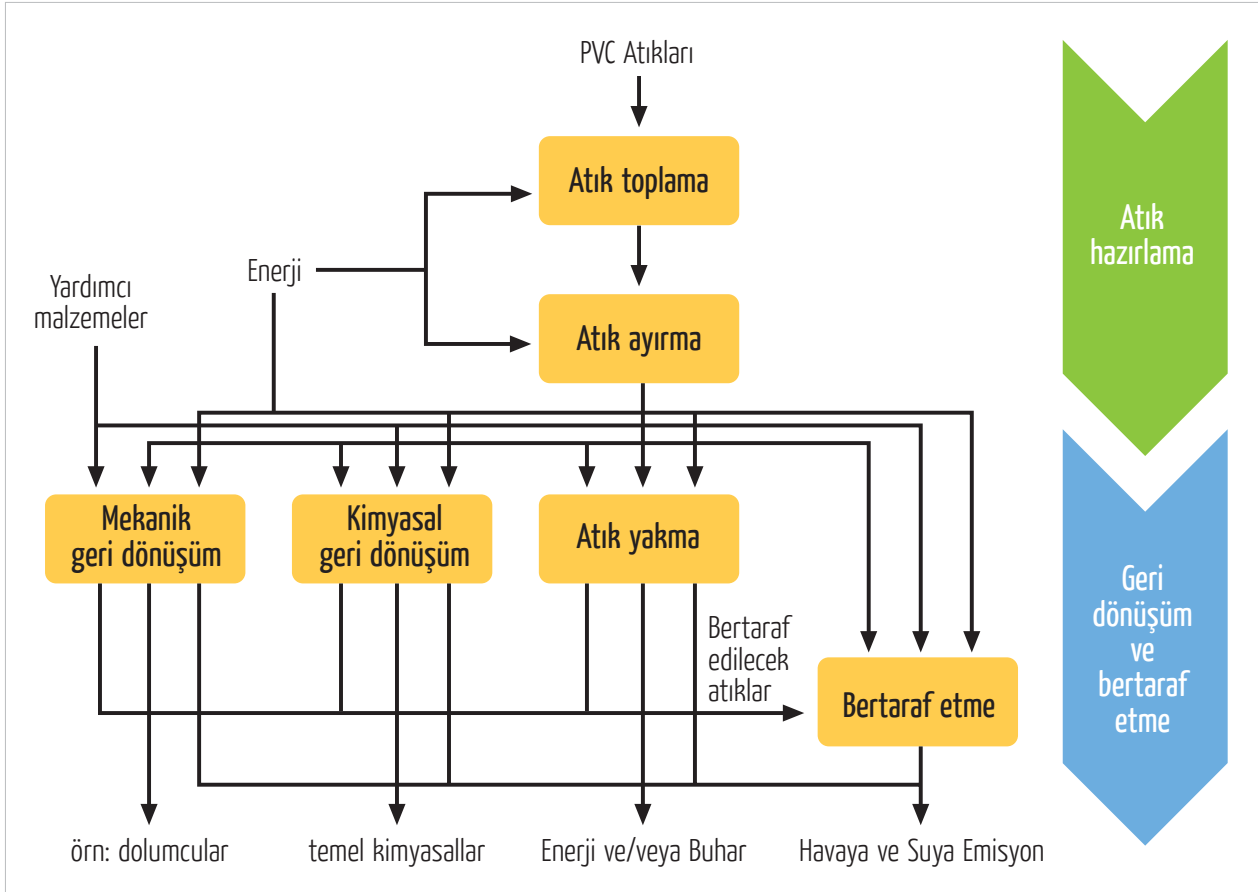 PVC Atıkları
Atık toplama
Atık
hazırlama
Enerji
Yardımcı
malzemeler
Atık ayırma
Mekanik
geri dönüşüm
Kimyasal
geri dönüşüm
Atık yakma
Geri
dönüşüm
ve
bertaraf
etme
Bertaraf
edilecek
atıklar
Bertaraf etme
örn: dolumcular
temel kimyasallar
Enerji ve/veya Buhar
Havaya ve Suya Emisyon